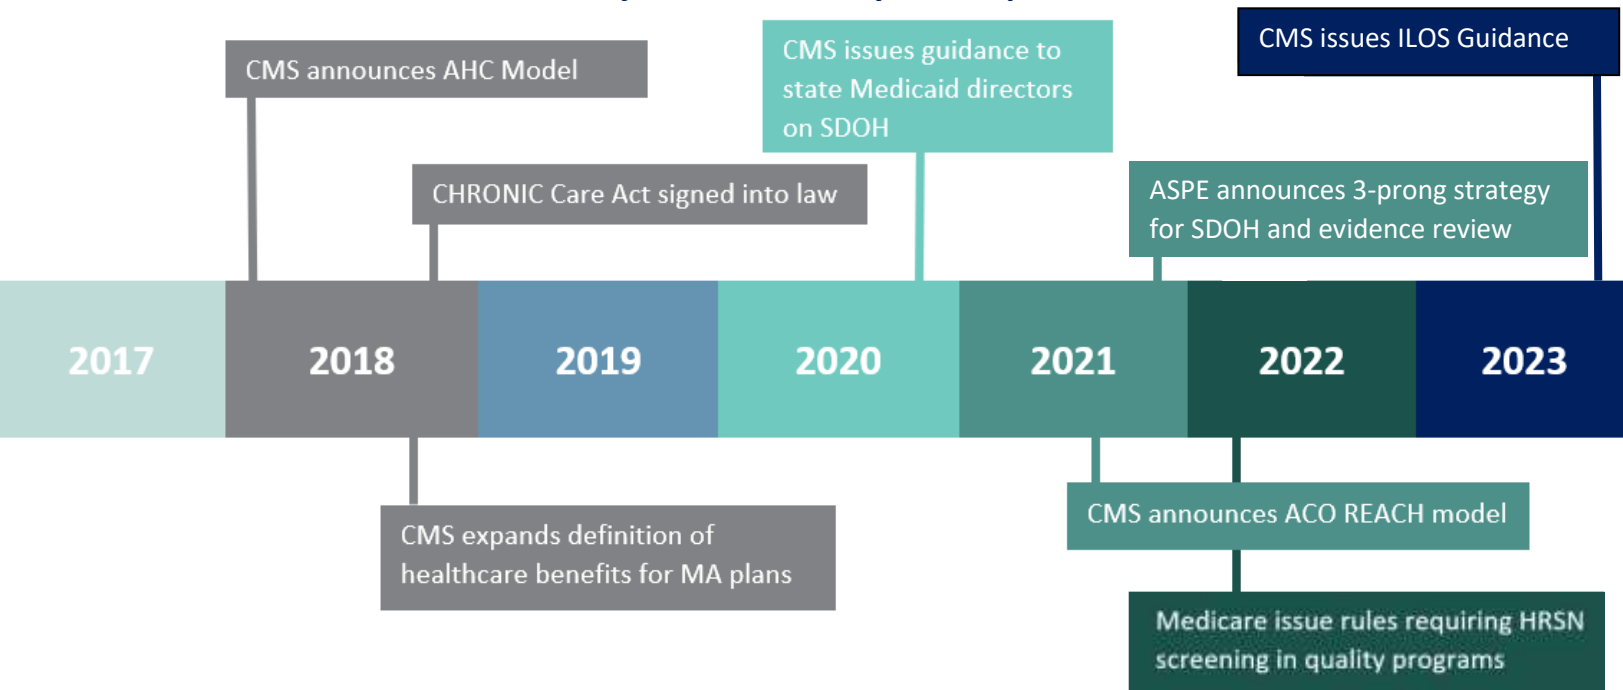 CMS announces AHC Model
CMS issues guidance to
state Medicaid directors
on SDOH
CMS issues ILOS Guidance
CHRONIC Care Act signed into law
ASPE announces 3-prong strategy
for SDOH and evidence review
2017
2018
2019
2020
2021
2022
2023
CMS expands definition of
healthcare benefits for MA plans
CMS announces ACO REACH model
Medicare issue rules requiring HRSN
screening in quality programs